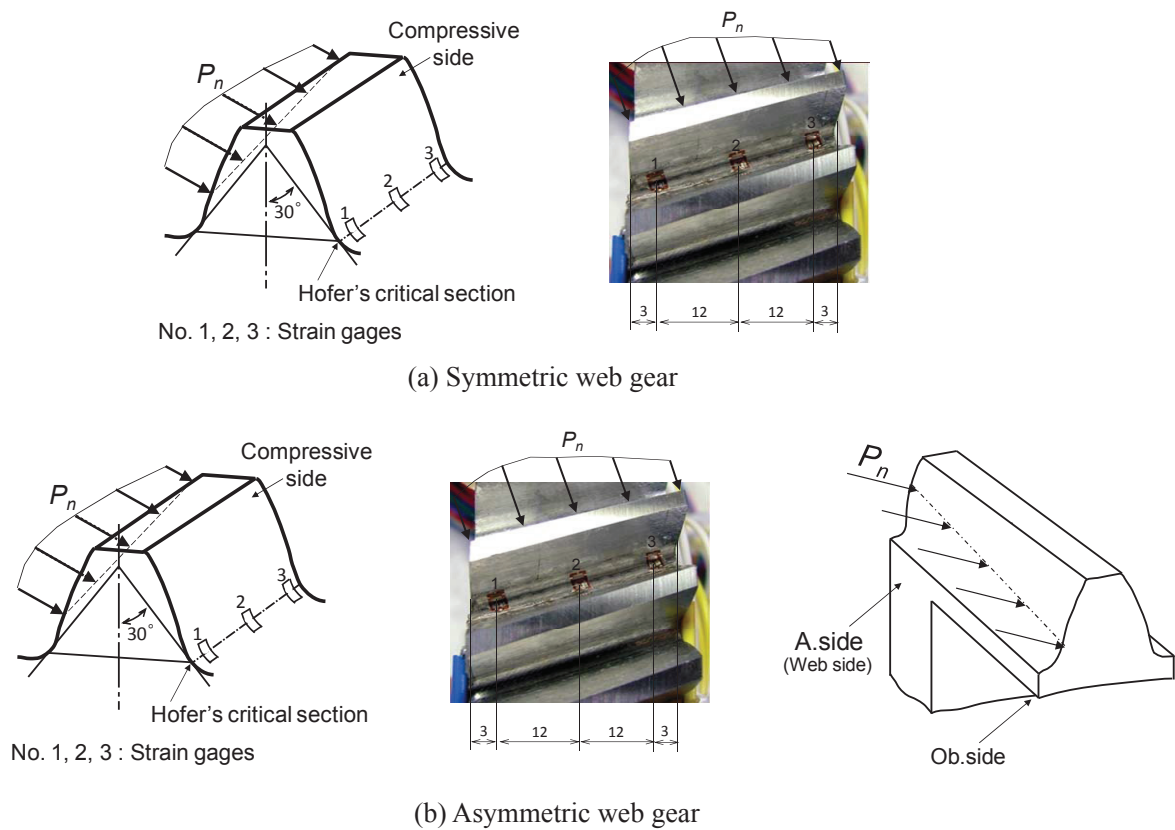 Compressive
side
Pn
30°
1
2
3
Hofer's critical section
No. 1, 2, 3 : Strain gages
Pn
1
2
3
3
12
12
3
(a) Symmetric web gear
Compressive
side
Pn
30°
1
2
3
Hofer's critical section
No. 1, 2, 3 : Strain gages
Pn
1
2
3
3
12
12
3
Pn
A.side
(Web side)
Ob.side
(b) Asymmetric web gear